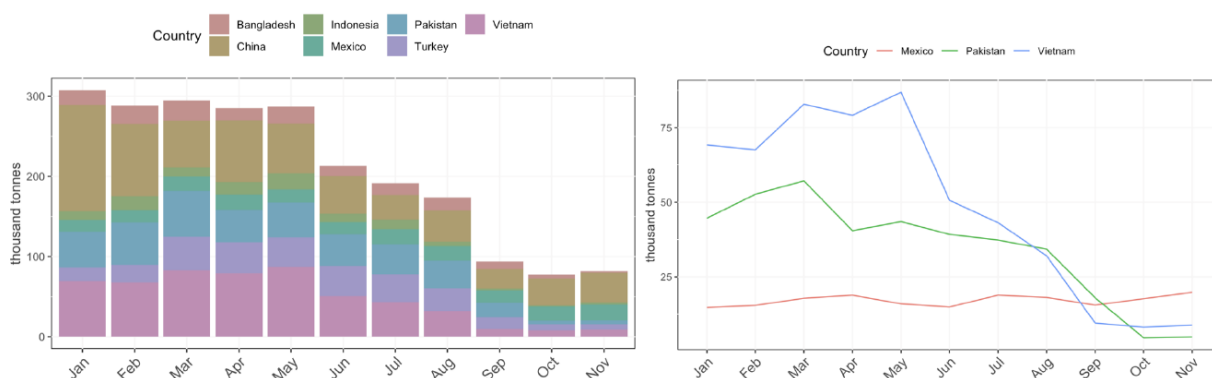 Country
Bangladesh Indonesia Pakistan Vietnam
China Mexico Turkey
thousand tonnes
300
200
100
0
Jan Feb Mar Apr May Jun Jul Aug Sep Oct Nov
Country Mexico Pakistan Vietnam
thousand tonnes
75
50
25
Jan Feb Mar Apr May Jun Jul Aug Sep Oct Nov